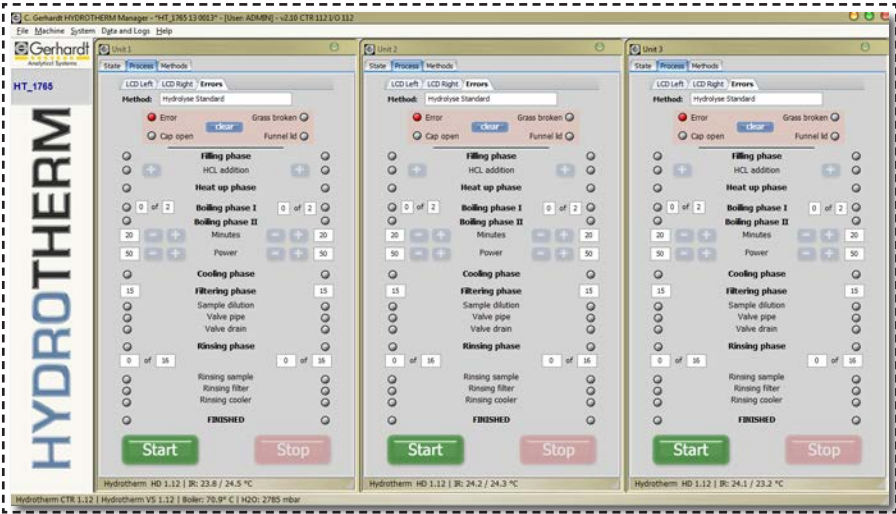 C. Gerhardt HYDROTHERM Manager - "HT_1765 13 0013" - [User: ADMIN] - v2.10 CTR 112 I/O 112
File Machine System Data and Logs Help
Gerhardt
Analytical Systems
HT_1765
HYDROTHERM
Unit 1
State Process Methods
LCD Left LCD Right Errors
Method: Hydrolyse Standard
Error Grass broken
clear
Cap open Funnel lid
Filling phase
HCL addition
Heat up phase
0 of 2 Boiling phase I 0 of 2
Boiling phase II
20 - + Minutes - + 20
50 - + Power - + 50
Cooling phase
15 Filtering phase 15
Sample dilution
Valve pipe
Valve drain
Rinsing phase
0 of 16 0 of 16
Rinsing sample
Rinsing filter
Rinsing cooler
FINISHED
Start Stop
Hydrotherm HD 1.12 | IR: 23.8 / 24.5 °C
Unit 2
State Process Methods
LCD Left LCD Right Errors
Method: Hydrolyse Standard
Error Grass broken
clear
Cap open Funnel lid
Filling phase
HCL addition
Heat up phase
0 of 2 Boiling phase I 0 of 2
Boiling phase II
20 - + Minutes - + 20
50 - + Power - + 50
Cooling phase
15 Filtering phase 15
Sample dilution
Valve pipe
Valve drain
Rinsing phase
0 of 16 0 of 16
Rinsing sample
Rinsing filter
Rinsing cooler
FINISHED
Start Stop
Hydrotherm HD 1.12 | IR: 24.2 / 24.3 °C
Unit 3
State Process Methods
LCD Left LCD Right Errors
Method: Hydrolyse Standard
Error Grass broken
clear
Cap open Funnel lid
Filling phase
HCL addition
Heat up phase
0 of 2 Boiling phase I 0 of 2
Boiling phase II
20 - + Minutes - + 20
50 - + Power - + 50
Cooling phase
15 Filtering phase 15
Sample dilution
Valve pipe
Valve drain
Rinsing phase
0 of 16 0 of 16
Rinsing sample
Rinsing filter
Rinsing cooler
FINISHED
Start Stop
Hydrotherm HD 1.12 | IR: 24.1 / 23.2 °C
Hydrotherm CTR 1.12 | Hydrotherm VS 1.12 | Boiler: 70.9° C | H2O: 2765 mbar